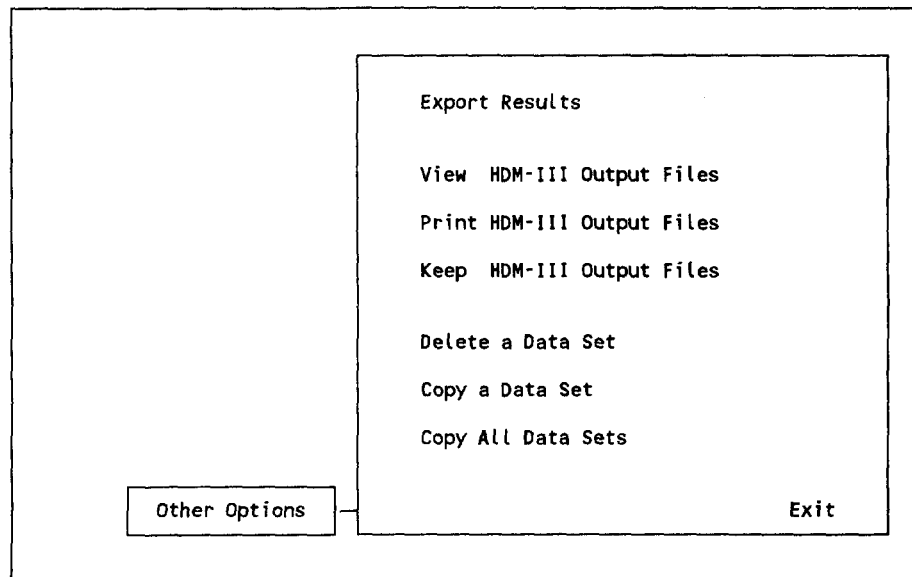 Export Results
View HDM-III Output Files
Print HDM-III Output Files
Keep HDM-III Output Files
Delete a Data Set
Copy a Data Set
Copy All Data Sets
Other Options
Exit